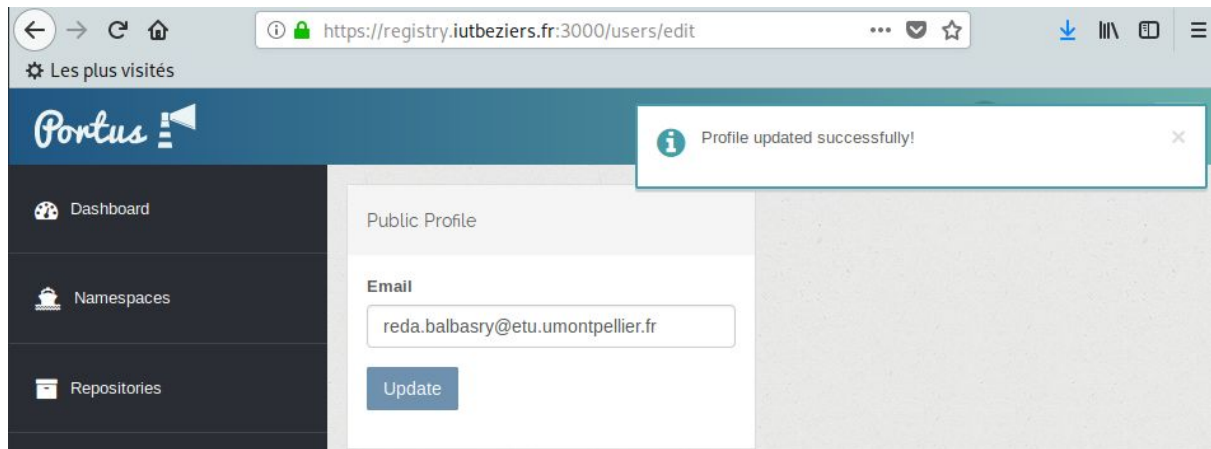 https://registry.iutbeziers.fr:3000/users/edit
Les plus visités
Portus
Profile updated successfully!
Dashboard
Public Profile
Email
Namespaces
reda.balbasry@etu.umontpellier.fr
Update
Repositories